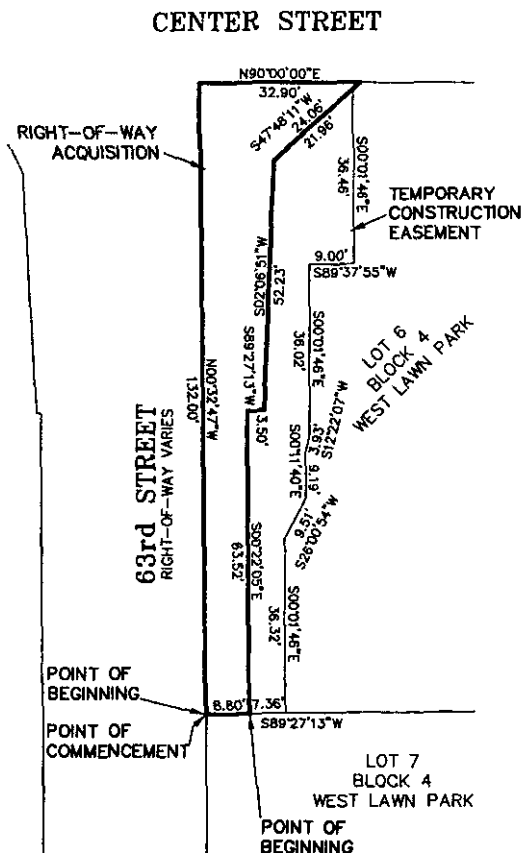 CENTER STREET
N90°00'00"E
32.90'
S47°48'11"W
24.06'
21.96'
RIGHT-OF-WAY
ACQUISITION
S00°01'46"E
36.46'
TEMPORARY
CONSTRUCTION
EASEMENT
9.00'
S89°37'55"W
S02°06'51"W
52.23'
S00°01'46"E
36.02'
LOT 6
BLOCK 4
WEST LAWN PARK
S89°27'13"W
3.50'
N00°32'47"W
132.00'
63rd STREET
RIGHT-OF-WAY VARIES
3.93'
S12°22'07"W
S00°11'40"E
9.19'
9.51'
S26°00'54"W
S00°22'05"E
63.52'
S00°01'46"E
36.32'
POINT OF
BEGINNING
8.80'
7.36'
S89°27'13"W
POINT OF
COMMENCEMENT
LOT 7
BLOCK 4
WEST LAWN PARK
POINT OF
BEGINNING